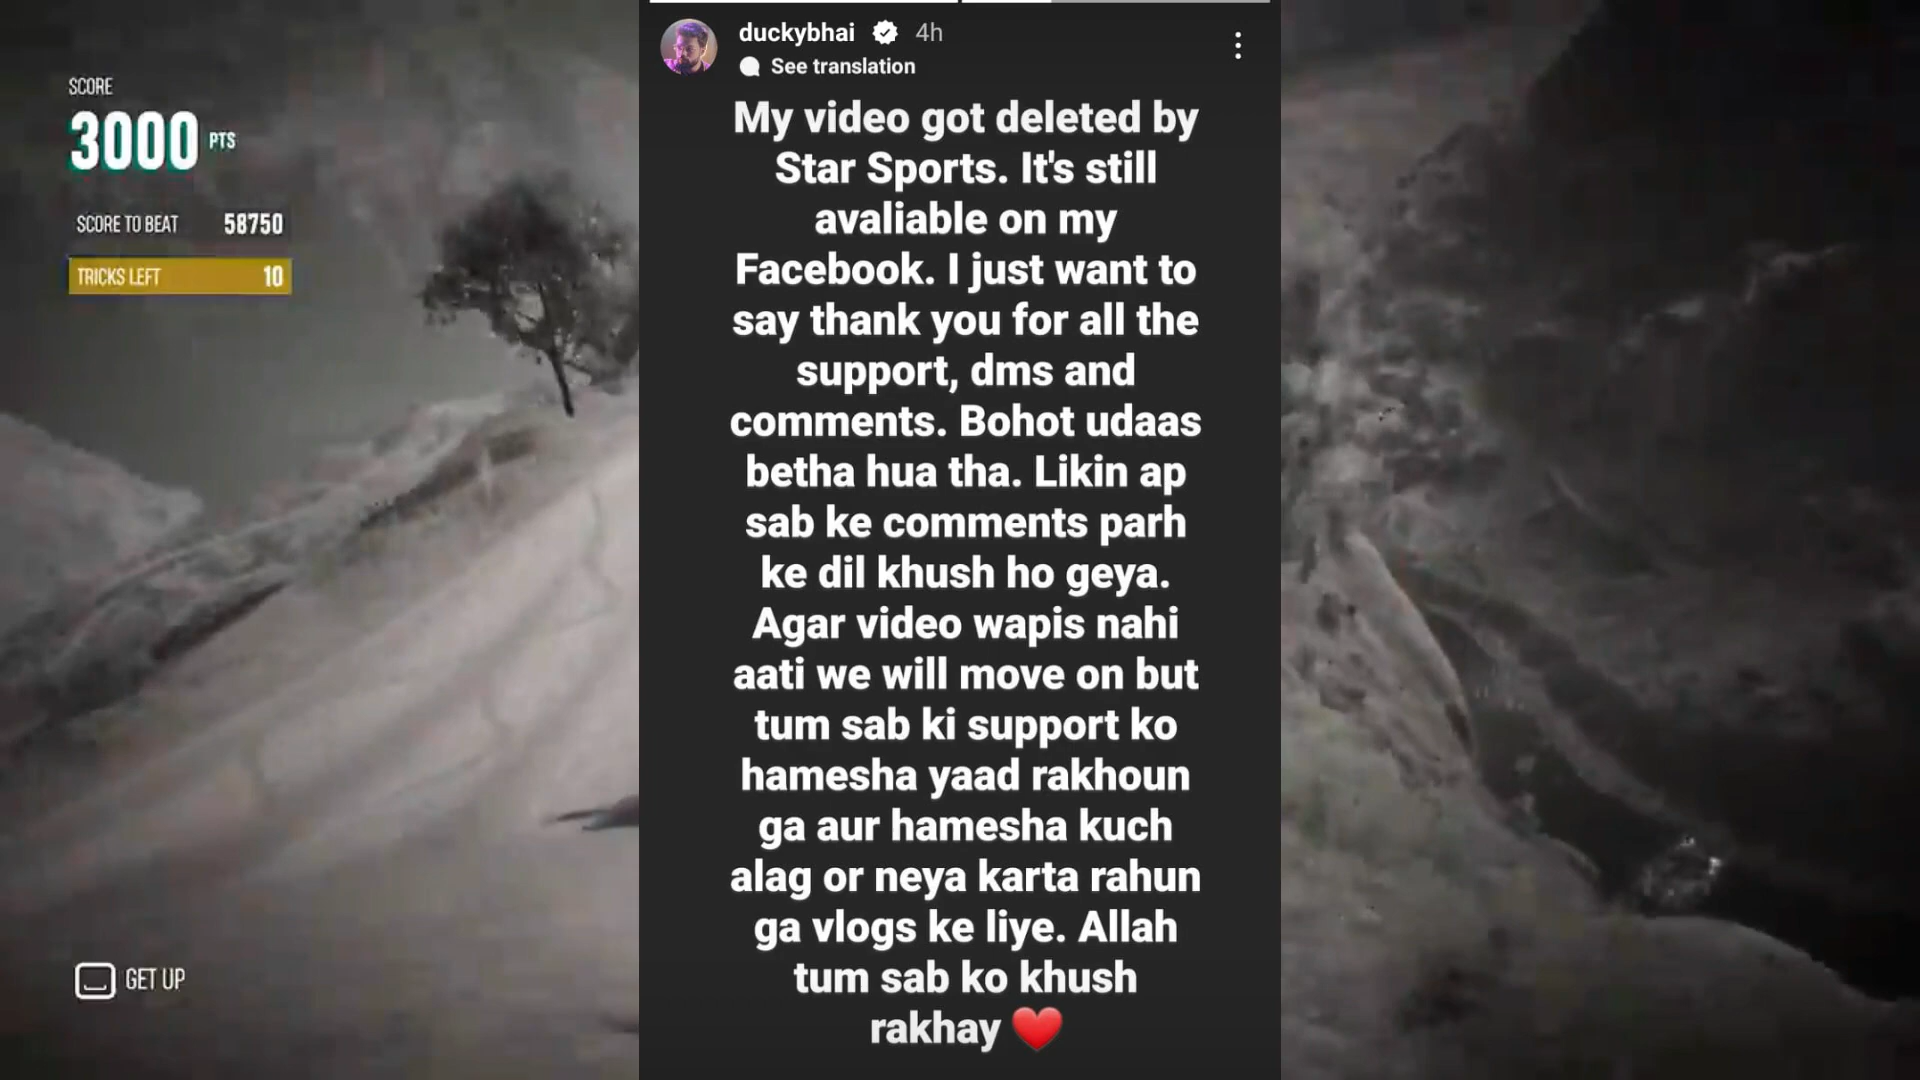 SCORE
3000 PTS
SCORE TO BEAT 58750
TRICKS LEFT 10
GET UP
duckybhai 4h
See translation
My video got deleted by
Star Sports. It's still
avaliable on my
Facebook. I just want to
say thank you for all the
support, dms and
comments. Bohot udaas
betha hua tha. Likin ap
sab ke comments parh
ke dil khush ho geya.
Agar video wapis nahi
aati we will move on but
tum sab ki support ko
hamesha yaad rakhoun
ga aur hamesha kuch
alag or neya karta rahun
ga vlogs ke liye. Allah
tum sab ko khush
rakhay ❤️